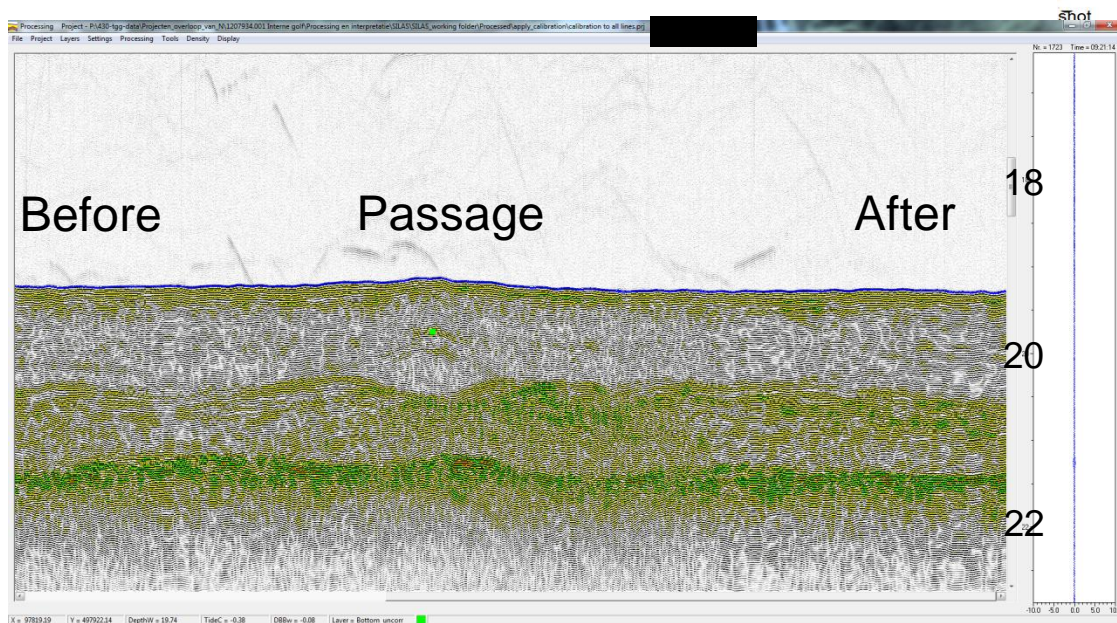 shot
Processing Project - P:\430-tgg-data\Projecten_overloop_van_N\1207934.001 Interne golf\Processing en interpretatie\SILAS\SILAS_working folder\Processed\apply_calibration\calibration to all lines.prj
File Project Layers Settings Processing Tools Density Display
Nr. = 1723 Time = 09:21:14
18
Before Passage After
20
22
-10.0 -5.0 0.0 5.0 10.
X = 97819.19 Y = 497922.14 DepthW = 19.74 TideC = -0.38 DBBw = -0.08 Layer = Bottom_uncorr